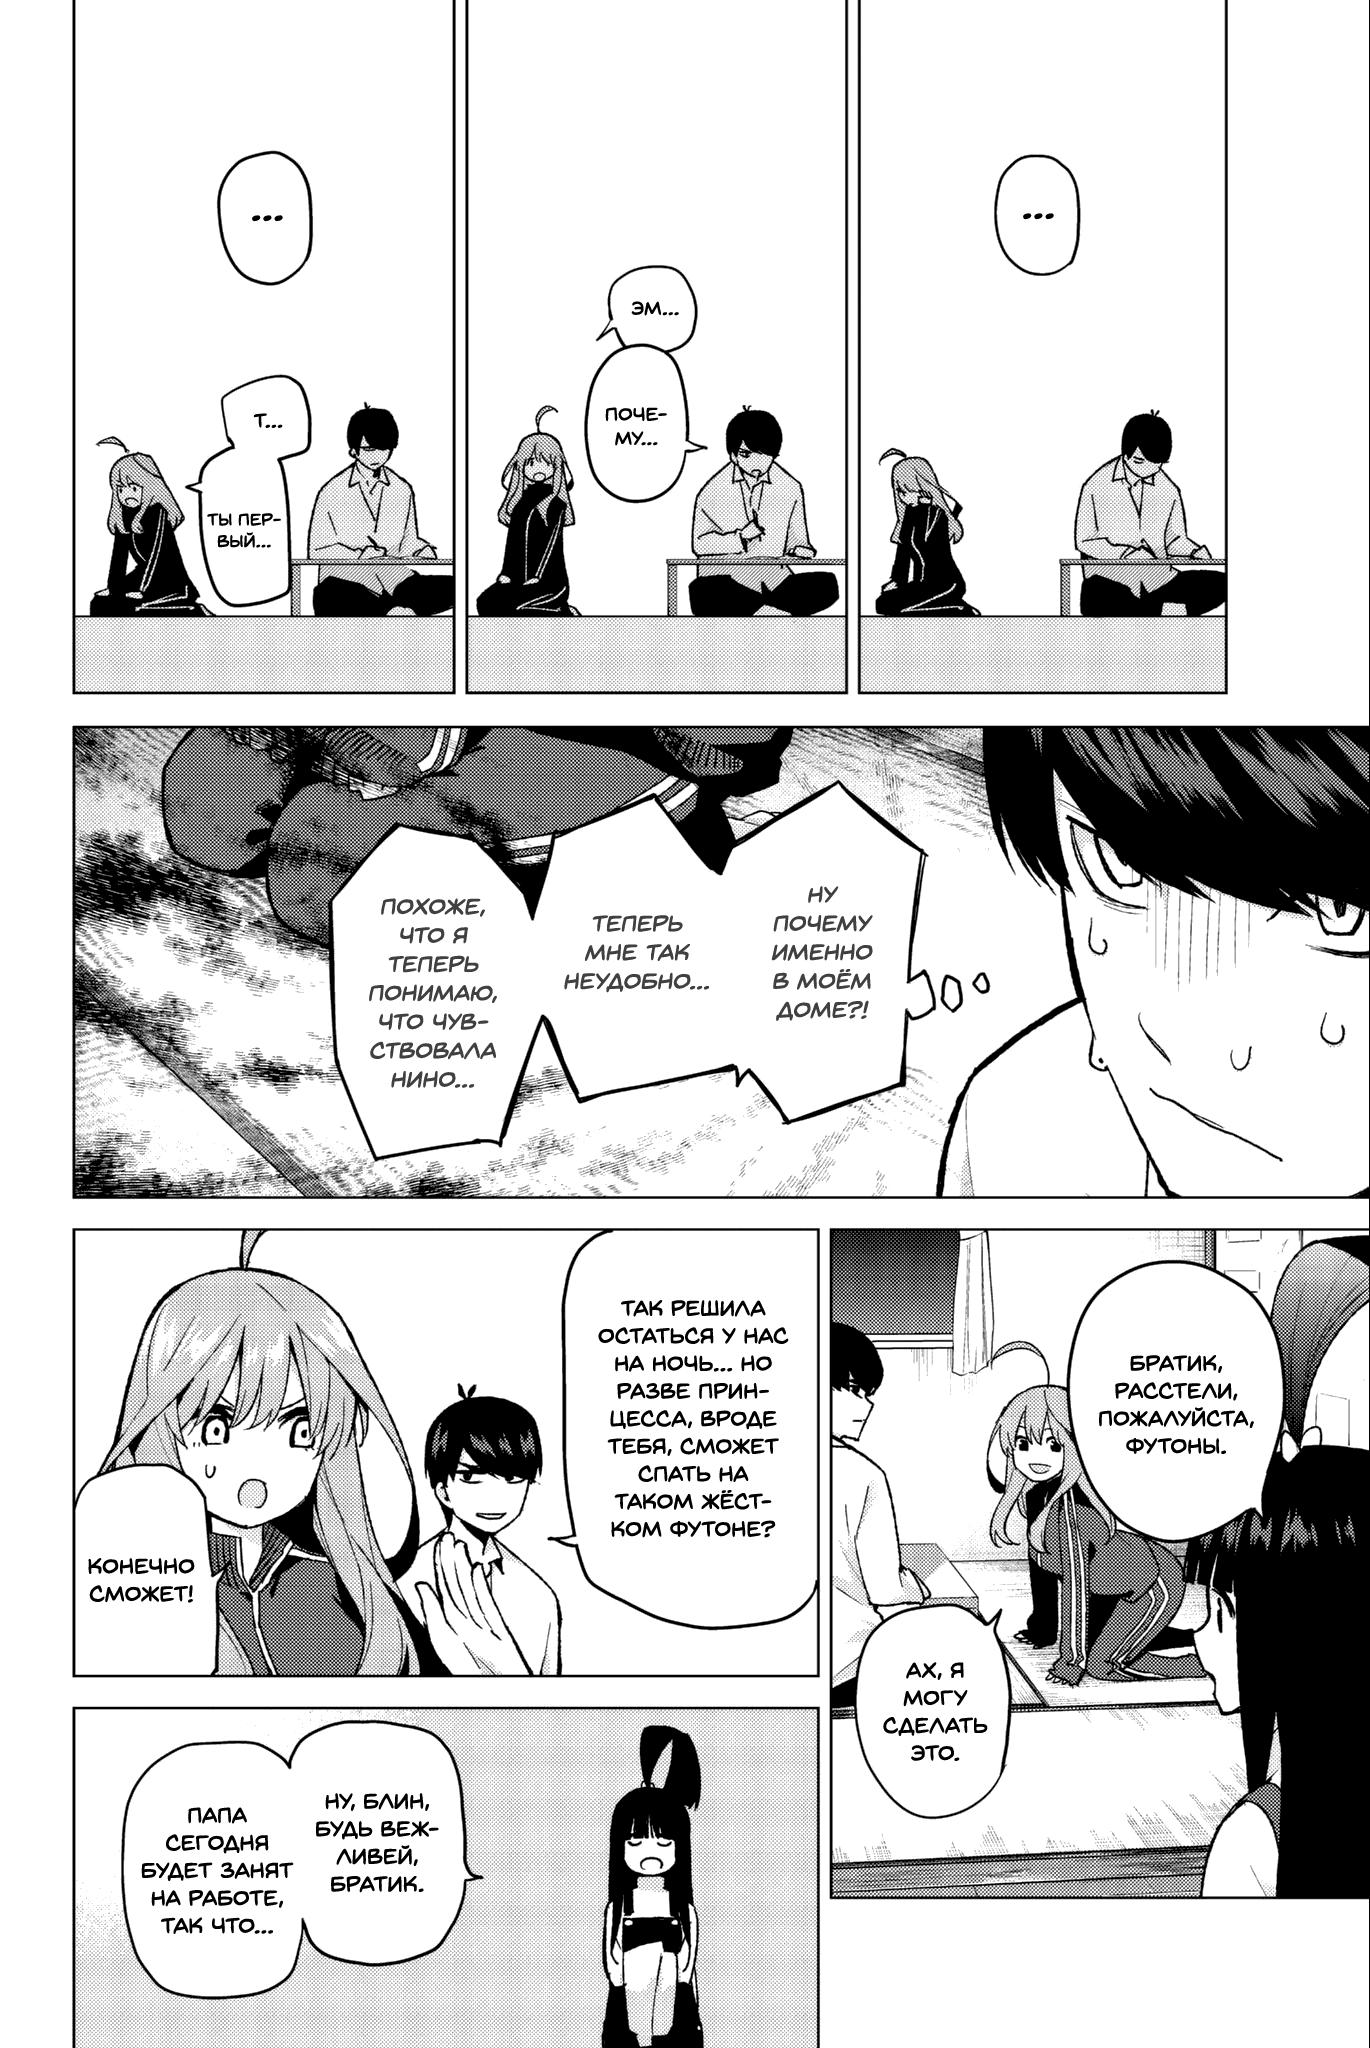 ...
ЭМ...
ПОЧЕ-
МУ...
...
Т...
ТЫ ПЕР-
ВЫЙ...
НУ
ПОЧЕМУ
ИМЕННО
В МОЁМ
ДОМЕ?!
ТЕПЕРЬ
МНЕ ТАК
НЕУДОБНО...
ПОХОЖЕ,
ЧТО Я
ТЕПЕРЬ
ПОНИМАЮ,
ЧТО ЧУВ-
СТВОВАЛА
НИНО...
БРАТИК,
РАССТЕЛИ,
ПОЖАЛУЙСТА,
ФУТОНЫ.
АХ, Я
МОГУ
СДЕЛАТЬ
ЭТО.
ТАК РЕШИЛА
ОСТАТЬСЯ У НАС
НА НОЧЬ... НО
РАЗВЕ ПРИН-
ЦЕССА, ВРОДЕ
ТЕБЯ, СМОЖЕТ
СПАТЬ НА
ТАКОМ ЖЁСТ-
КОМ ФУТОНЕ?
КОНЕЧНО
СМОЖЕТ!
НУ, БЛИН,
БУДЬ ВЕЖ-
ЛИВЕЙ,
БРАТИК.
ПАПА
СЕГОДНЯ
БУДЕТ ЗАНЯТ
НА РАБОТЕ,
ТАК ЧТО...